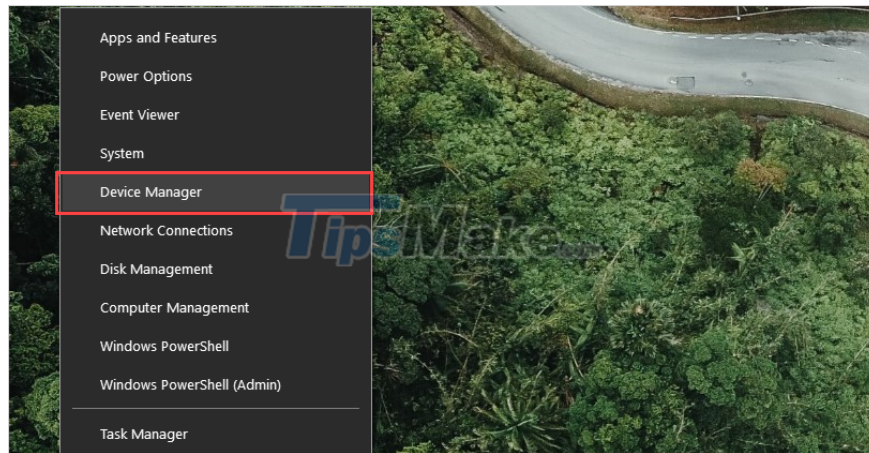 Apps and Features
Power Options
Event Viewer
System
Device Manager
Network Connections
Disk Management
Computer Management
Windows PowerShell
Windows PowerShell (Admin)
Task Manager
TipsMake.com